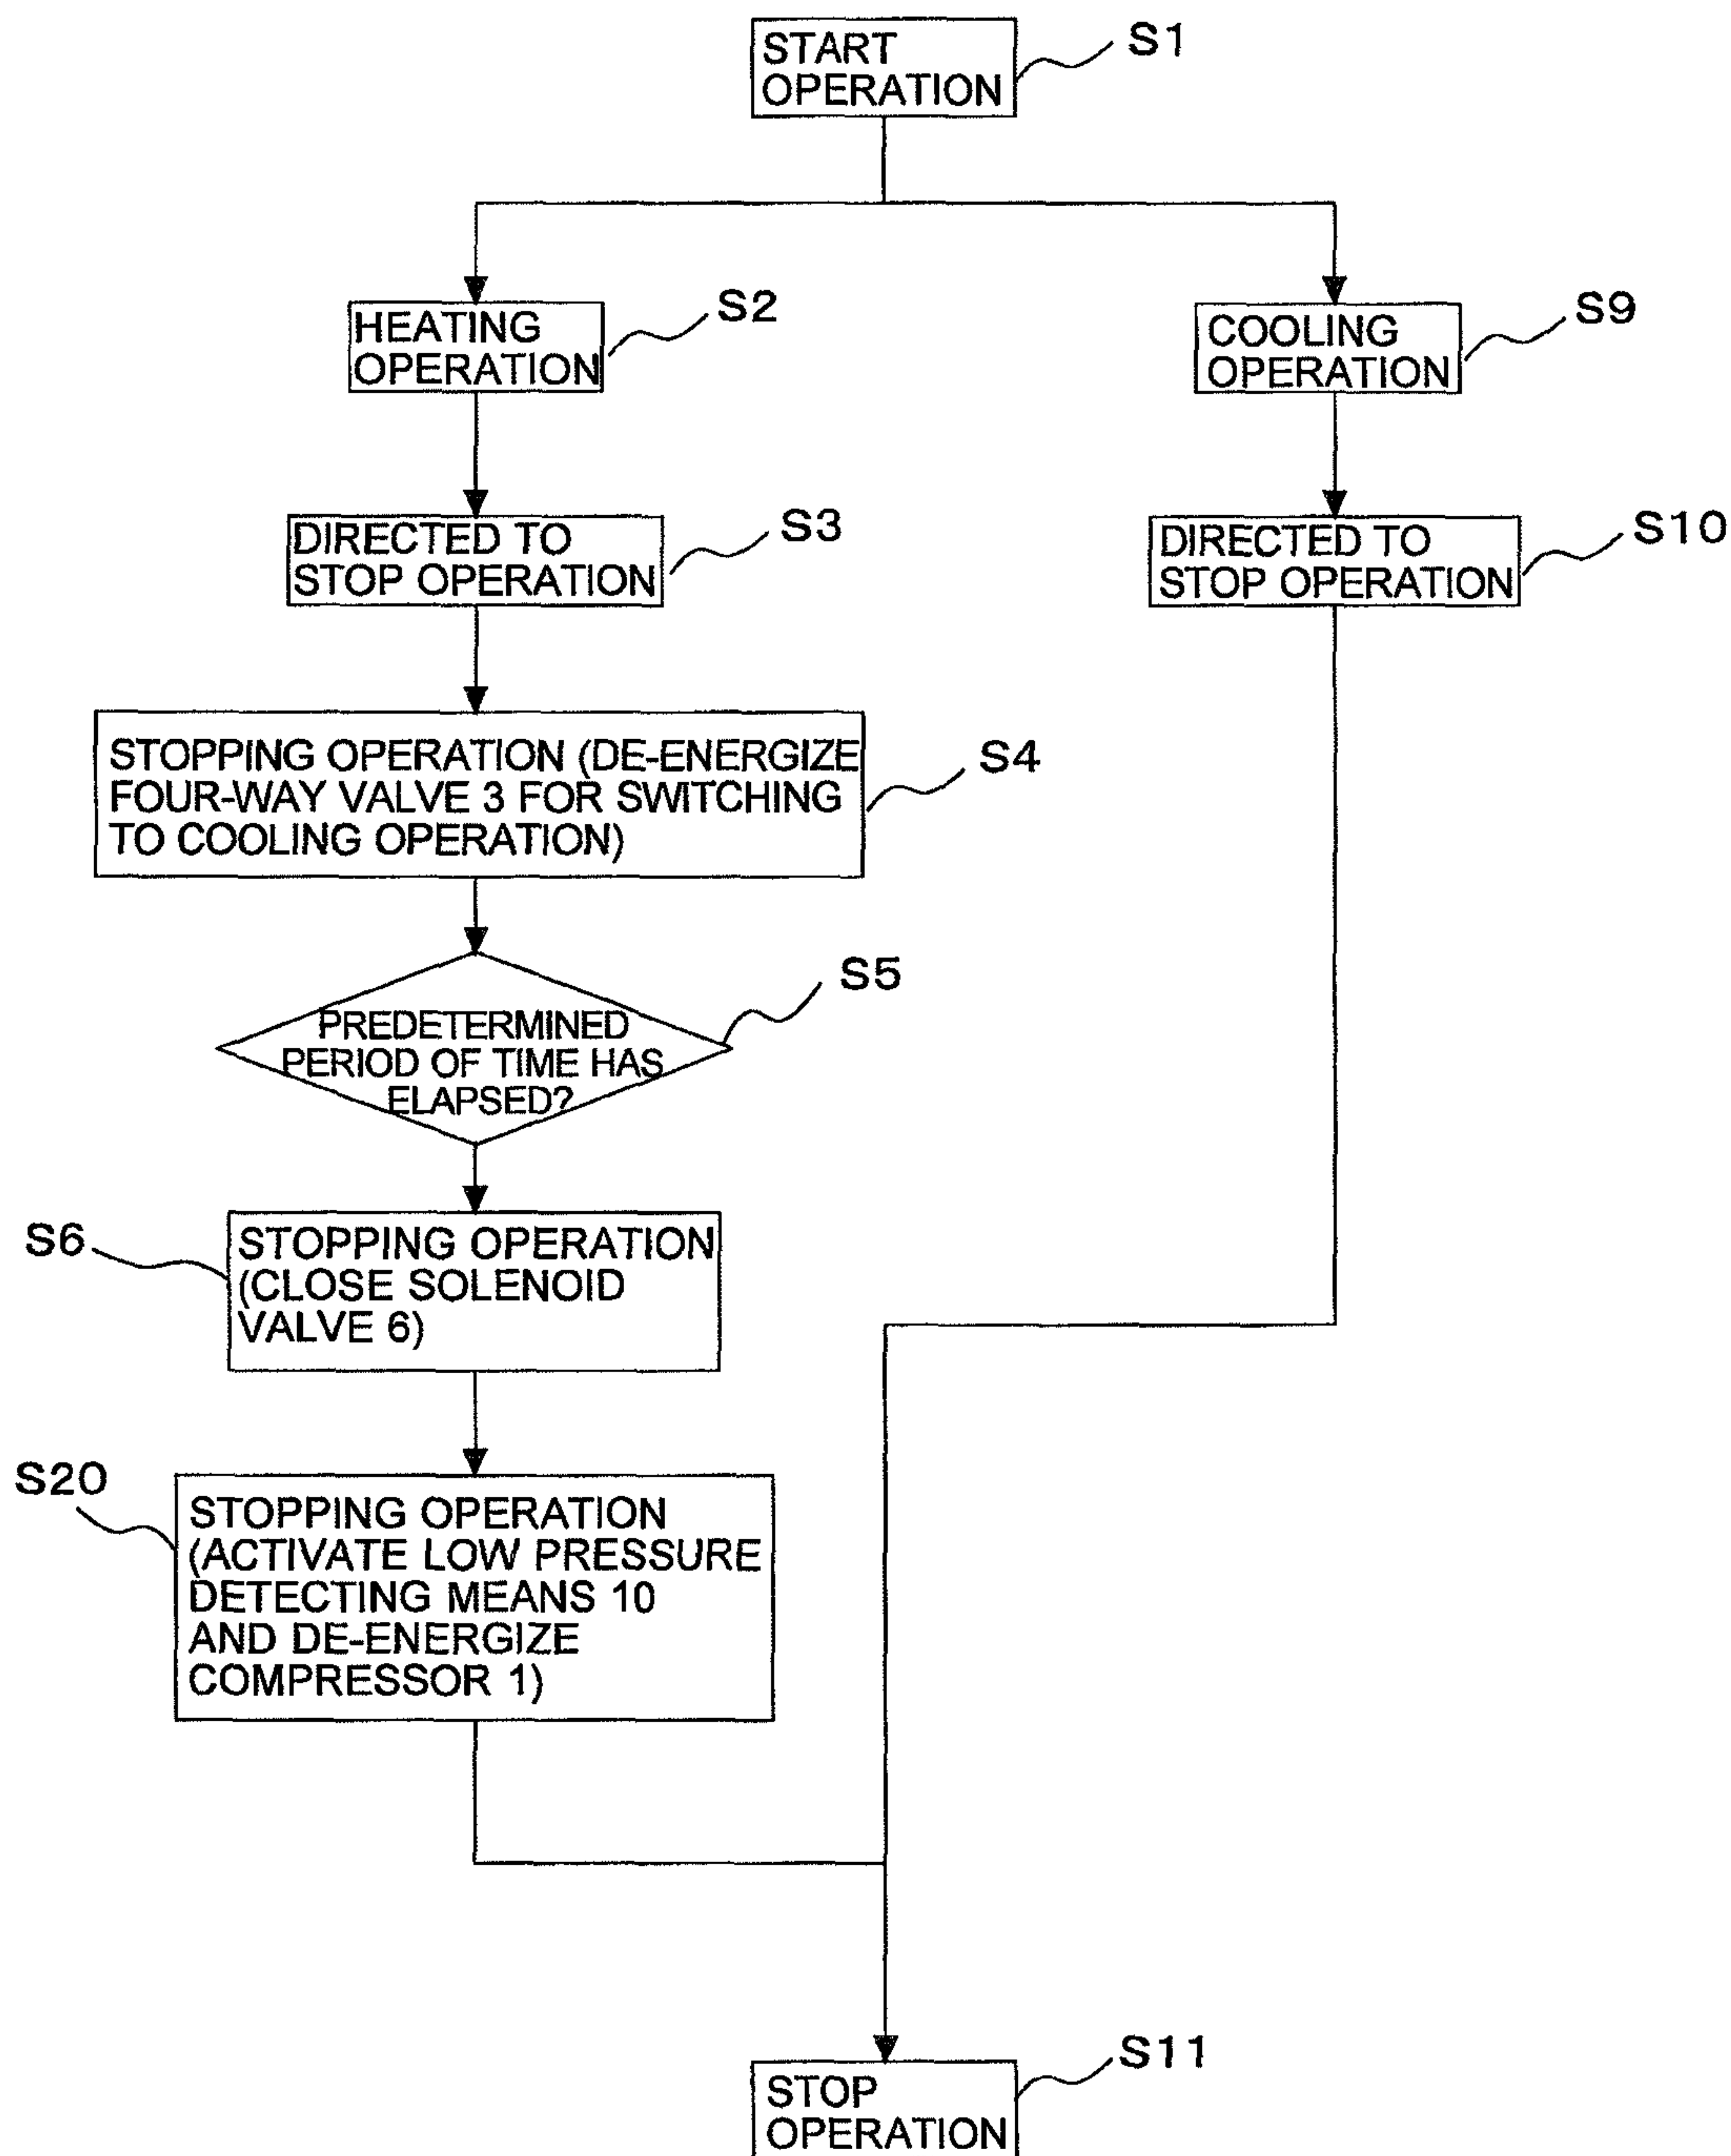 START
OPERATION
S1
HEATING
OPERATION
S2
COOLING
OPERATION
S9
DIRECTED TO
STOP OPERATION
S3
DIRECTED TO
STOP OPERATION
S10
STOPPING OPERATION (DE-ENERGIZE
FOUR-WAY VALVE 3 FOR SWITCHING
TO COOLING OPERATION)
S4
PREDETERMINED
PERIOD OF TIME HAS
ELAPSED?
S5
S6
STOPPING OPERATION
(CLOSE SOLENOID
VALVE 6)
S20
STOPPING OPERATION
(ACTIVATE LOW PRESSURE
DETECTING MEANS 10
AND DE-ENERGIZE
COMPRESSOR 1)
STOP
OPERATION
S11